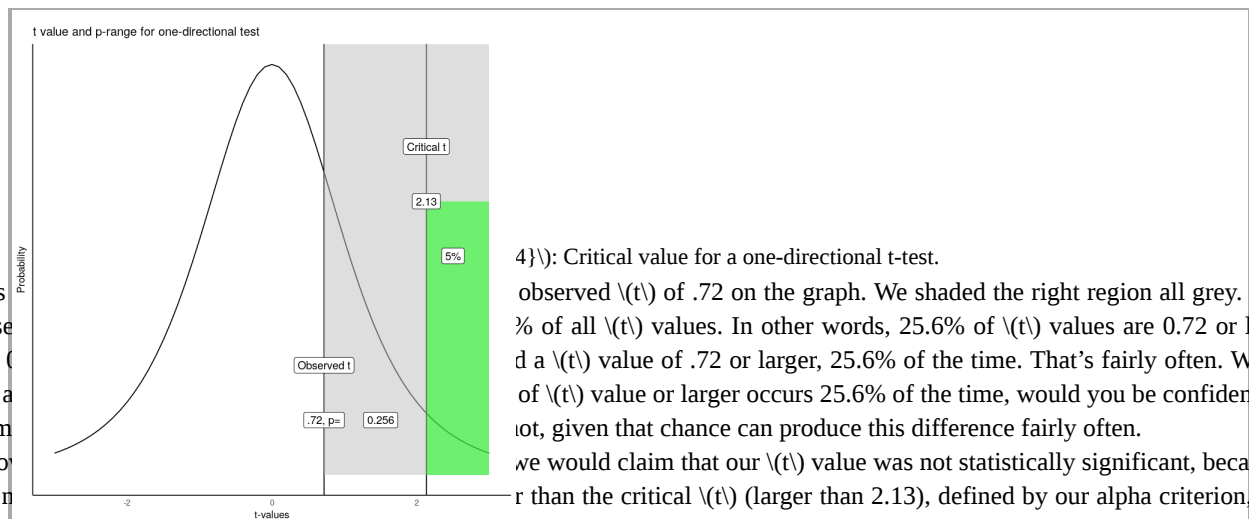 t value and p-range for one-directional test
Critical t
2.13
5%
Probability
Observed t
.72, p=
0.256
-2
0
2
t-values
4}\): Critical value for a one-directional t-test.
observed \(t\) of .72 on the graph. We shaded the right region all grey.
% of all \(t\) values. In other words, 25.6% of \(t\) values are 0.72 or
d a \(t\) value of .72 or larger, 25.6% of the time. That’s fairly often.
of \(t\) value or larger occurs 25.6% of the time, would you be
ot, given that chance can produce this difference fairly often.
we would claim that our \(t\) value was not statistically significant,
r than the critical \(t\) (larger than 2.13), defined by our alpha criterion,